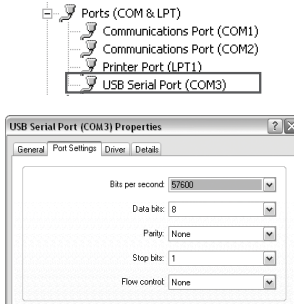 Ports (COM & LPT)
Communications Port (COM1)
Communications Port (COM2)
Printer Port (LPT1)
USB Serial Port (COM3)
USB Serial Port (COM3) Properties
General Port Settings Driver Details
Bits per second: 57600
Data bits: 8
Parity: None
Stop bits: 1
Flow control: None